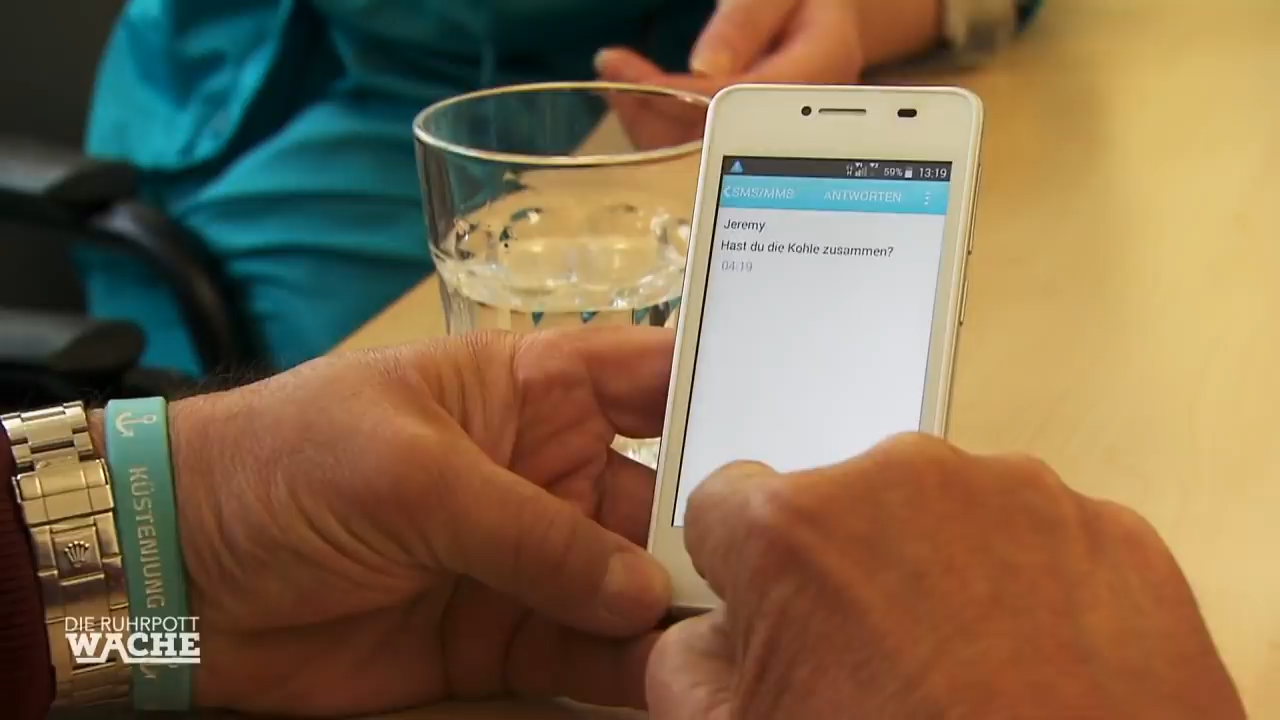 59% 13:19
SMS/MMS ANTWORTEN
Jeremy
Hast du die Kohle zusammen?
04:19
KÜSTENJUNG
DIE RUHRPOTT
WACHE